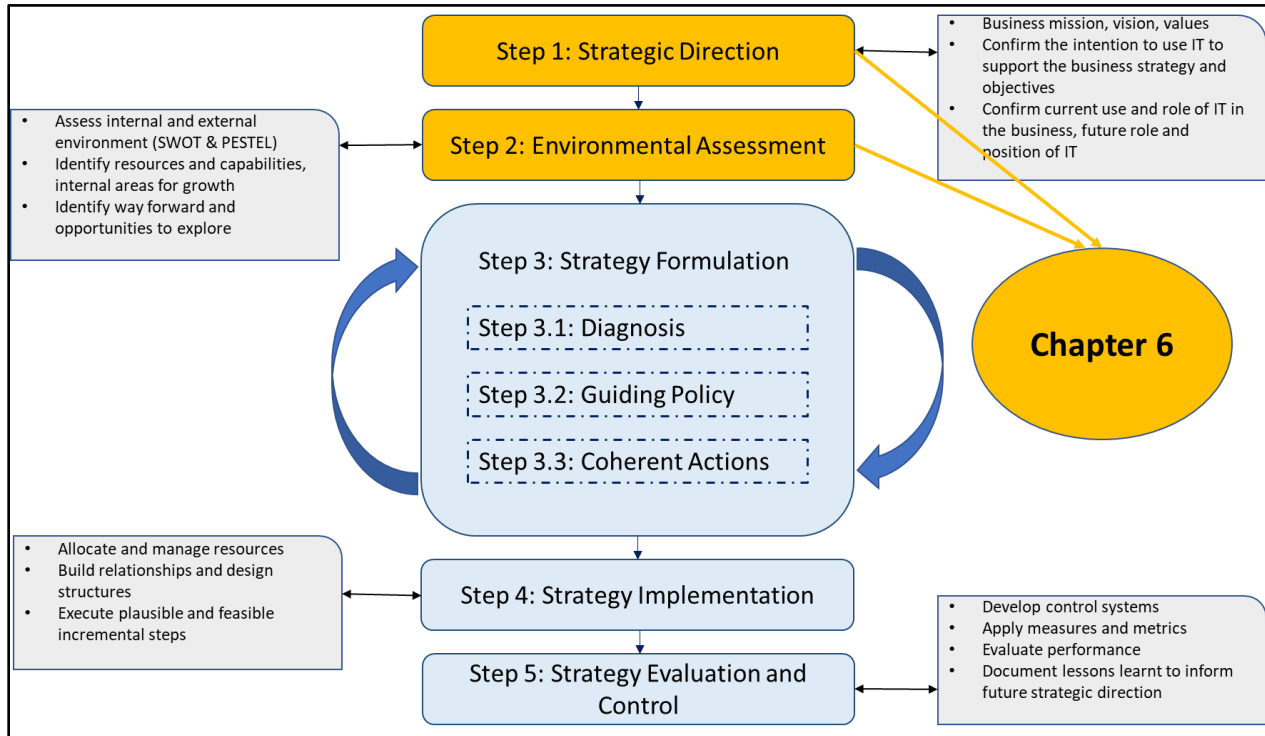 Step 1: Strategic Direction
• Business mission, vision, values
• Confirm the intention to use IT to
support the business strategy and
objectives
• Confirm current use and role of IT in
the business, future role and
position of IT
• Assess internal and external
environment (SWOT & PESTEL)
• Identify resources and capabilities,
internal areas for growth
• Identify way forward and
opportunities to explore
Step 2: Environmental Assessment
Step 3: Strategy Formulation
Step 3.1: Diagnosis
Step 3.2: Guiding Policy
Step 3.3: Coherent Actions
Chapter 6
• Allocate and manage resources
• Build relationships and design
structures
• Execute plausible and feasible
incremental steps
Step 4: Strategy Implementation
Step 5: Strategy Evaluation and
Control
• Develop control systems
• Apply measures and metrics
• Evaluate performance
• Document lessons learnt to inform
future strategic direction